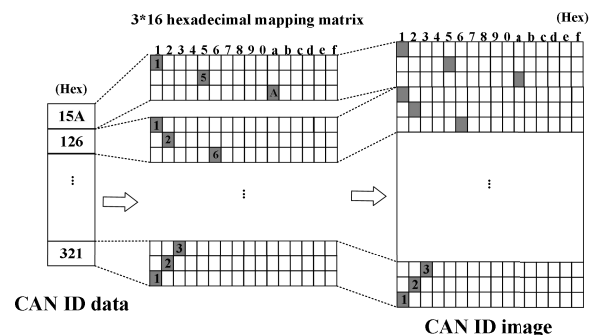 3*16 hexadecimal mapping matrix
(Hex)
1 2 3 4 5 6 7 8 9 0 a b c d e f
1 2 3 4 5 6 7 8 9 0 a b c d e f
1
5
A
(Hex)
15A
126
⋮
321
1
2
6
⋮
3
2
1
⋮
3
2
1
CAN ID data
CAN ID image